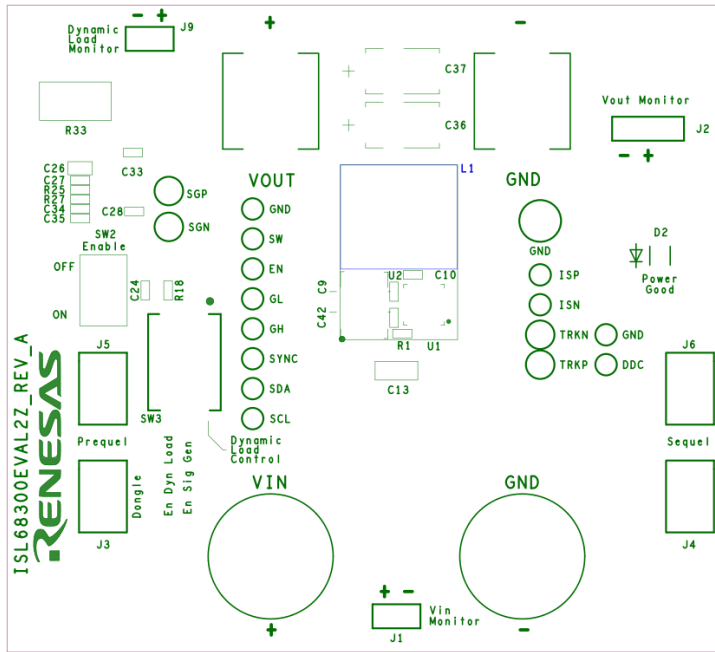 - +
Dynamic
Load
Monitor
J9
+
-
C37
C36
Vout Monitor
J2
- +
R33
C26
C27
R25
R27
C34
C35
C33
C28
SGP
SGN
VOUT
GND
L1
SW2
Enable
OFF
ON
C24
R18
GND
SW
EN
GL
GH
SYNC
SDA
SCL
U2
C10
C9
C42
R1
U1
C13
GND
ISP
ISN
TRKN
GND
TRKP
DDC
D2
Power
Good
J5
Prequel
J3
Dongle
SW3
En Dyn Load
En Sig Gen
Dynamic
Load
Control
J6
Sequel
J4
ISL68300EVAL2Z_REV_A
RENESAS
VIN
GND
+
-
+ -
J1
Vin
Monitor